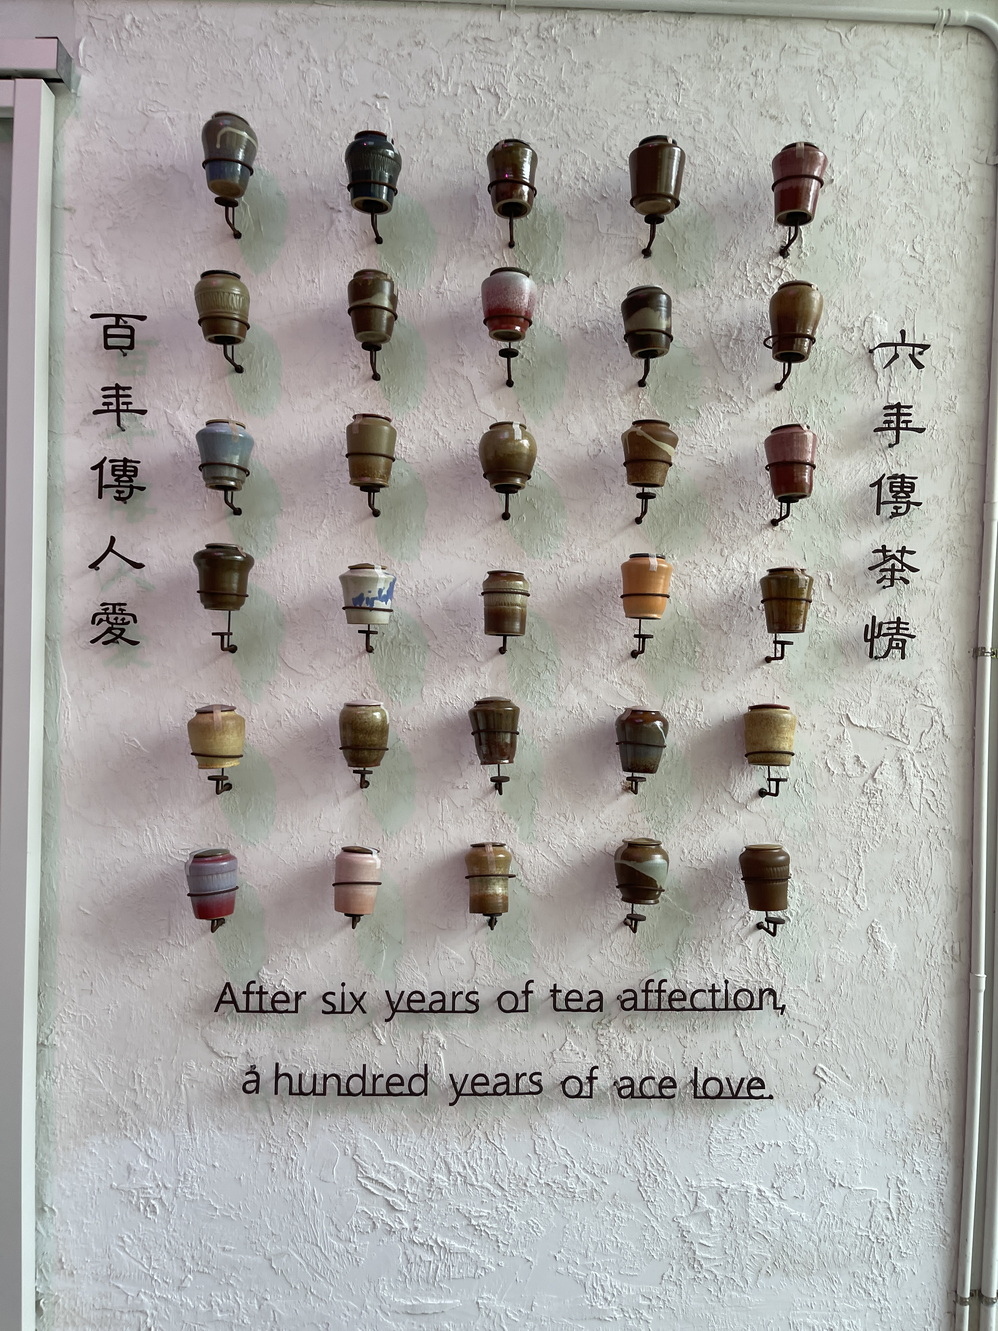 六年傳茶情
百年傳人愛
After six years of tea affection,
a hundred years of ace love.